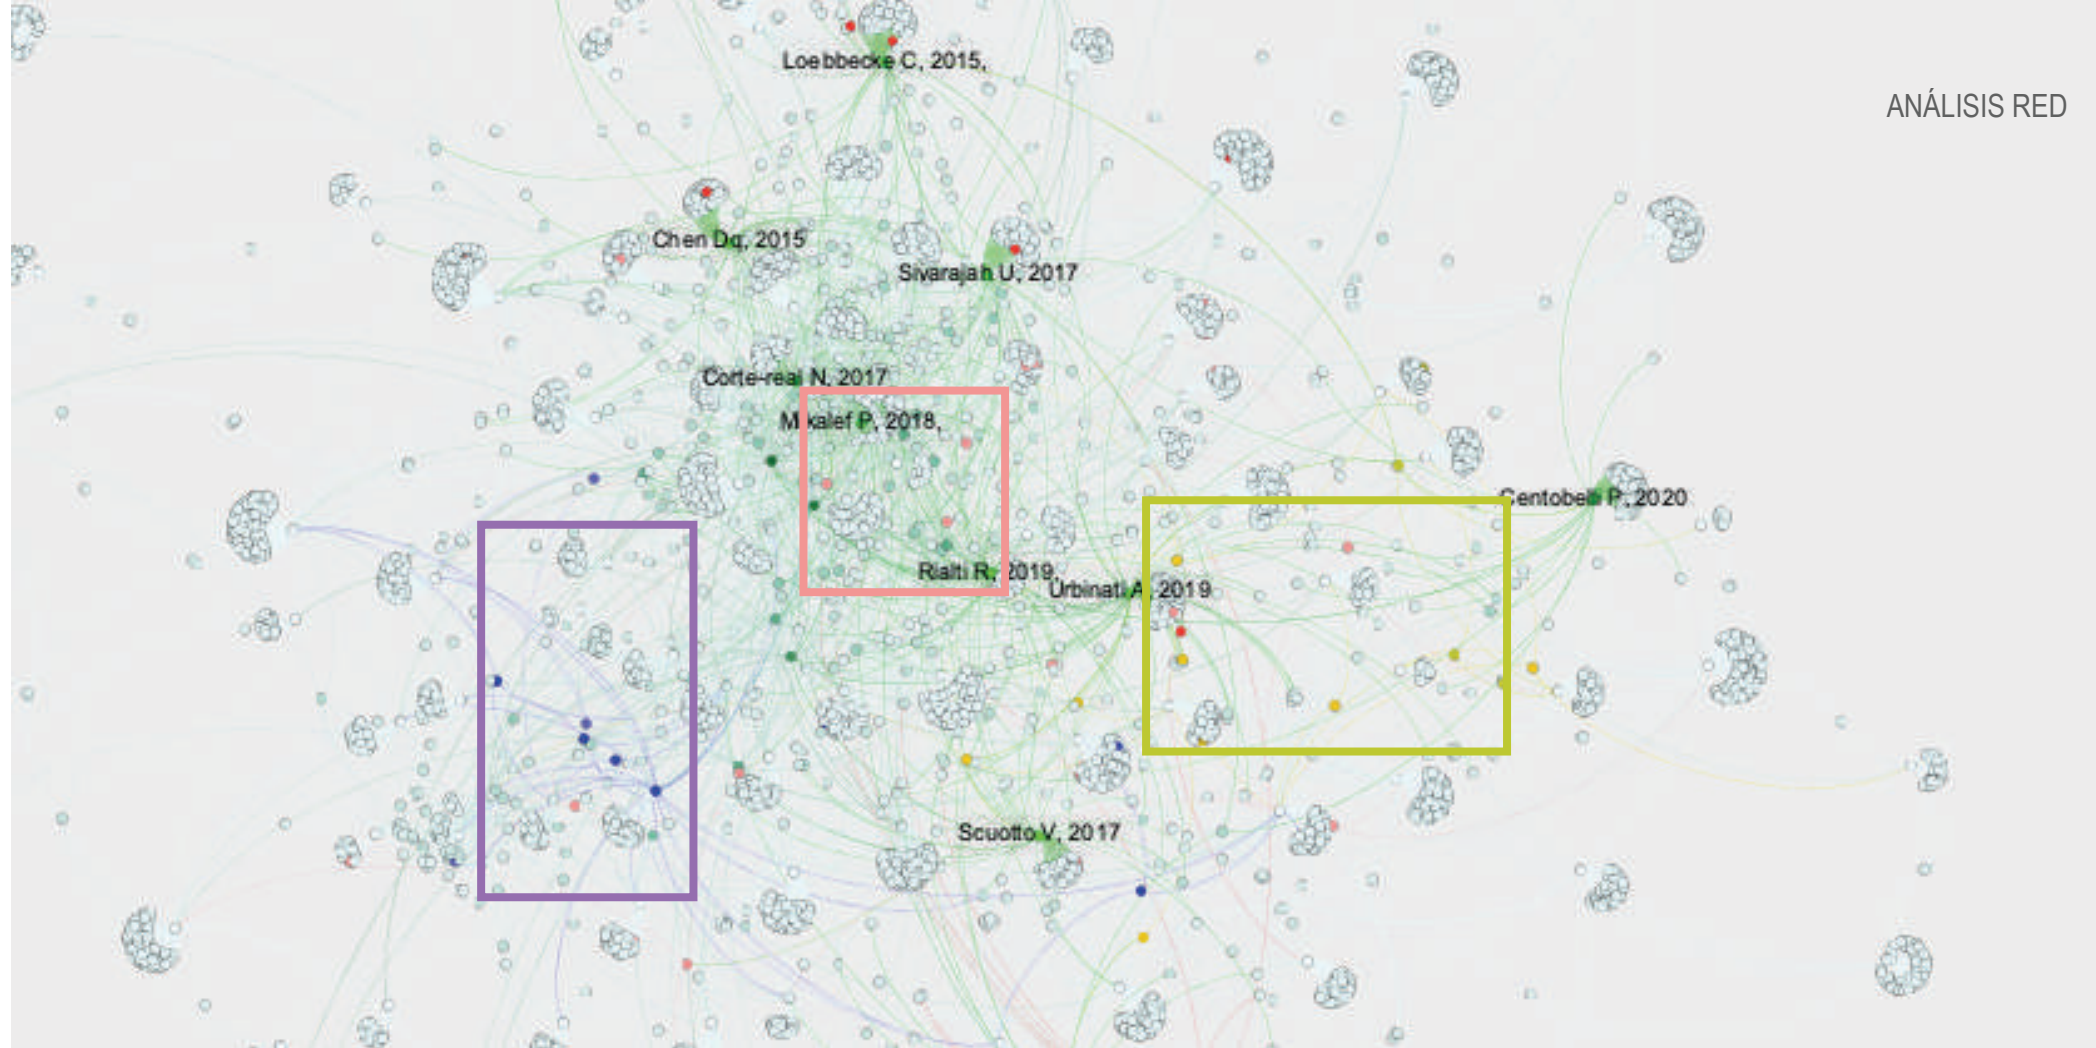 Loebbecke C, 2015,
ANÁLISIS RED
Chen Dq, 2015
Sivarajah U, 2017
Corte-real N, 2017
Mikalef P, 2018,
Centobelli P, 2020
Rialti R, 2019,
Urbinati A, 2019
Scuotto V, 2017